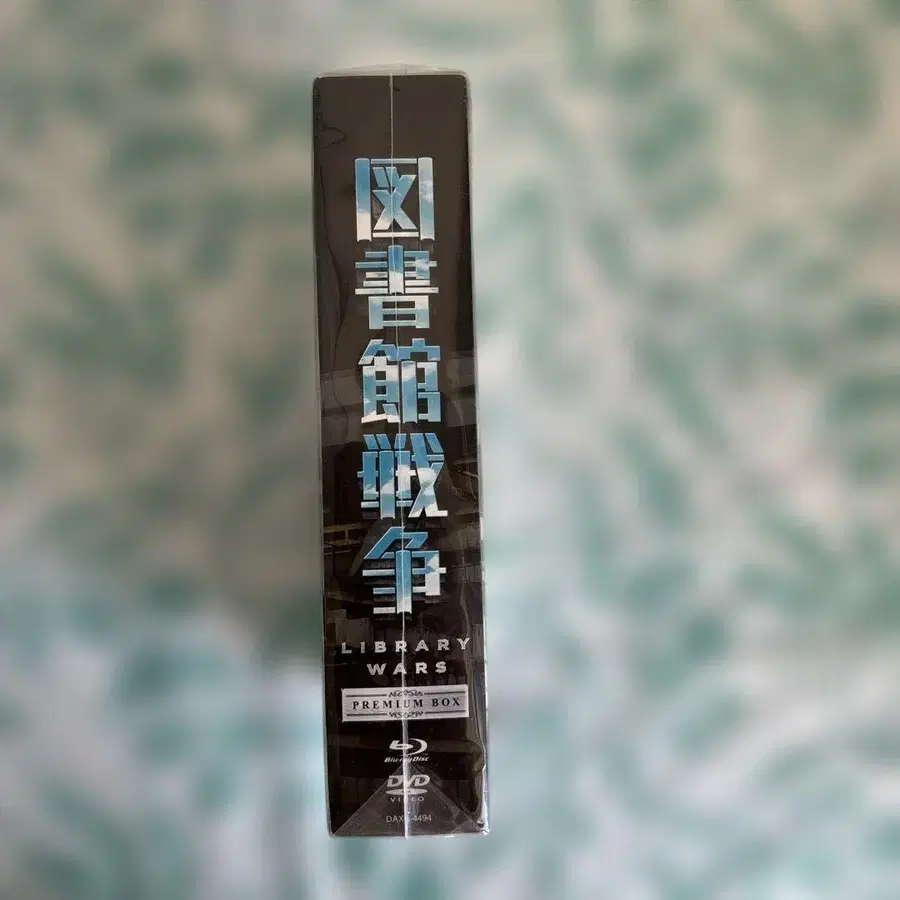 図書館戦争
LIBRARY
WARS
PREMIUM BOX
Blu-ray Disc
DVD
VIDEO